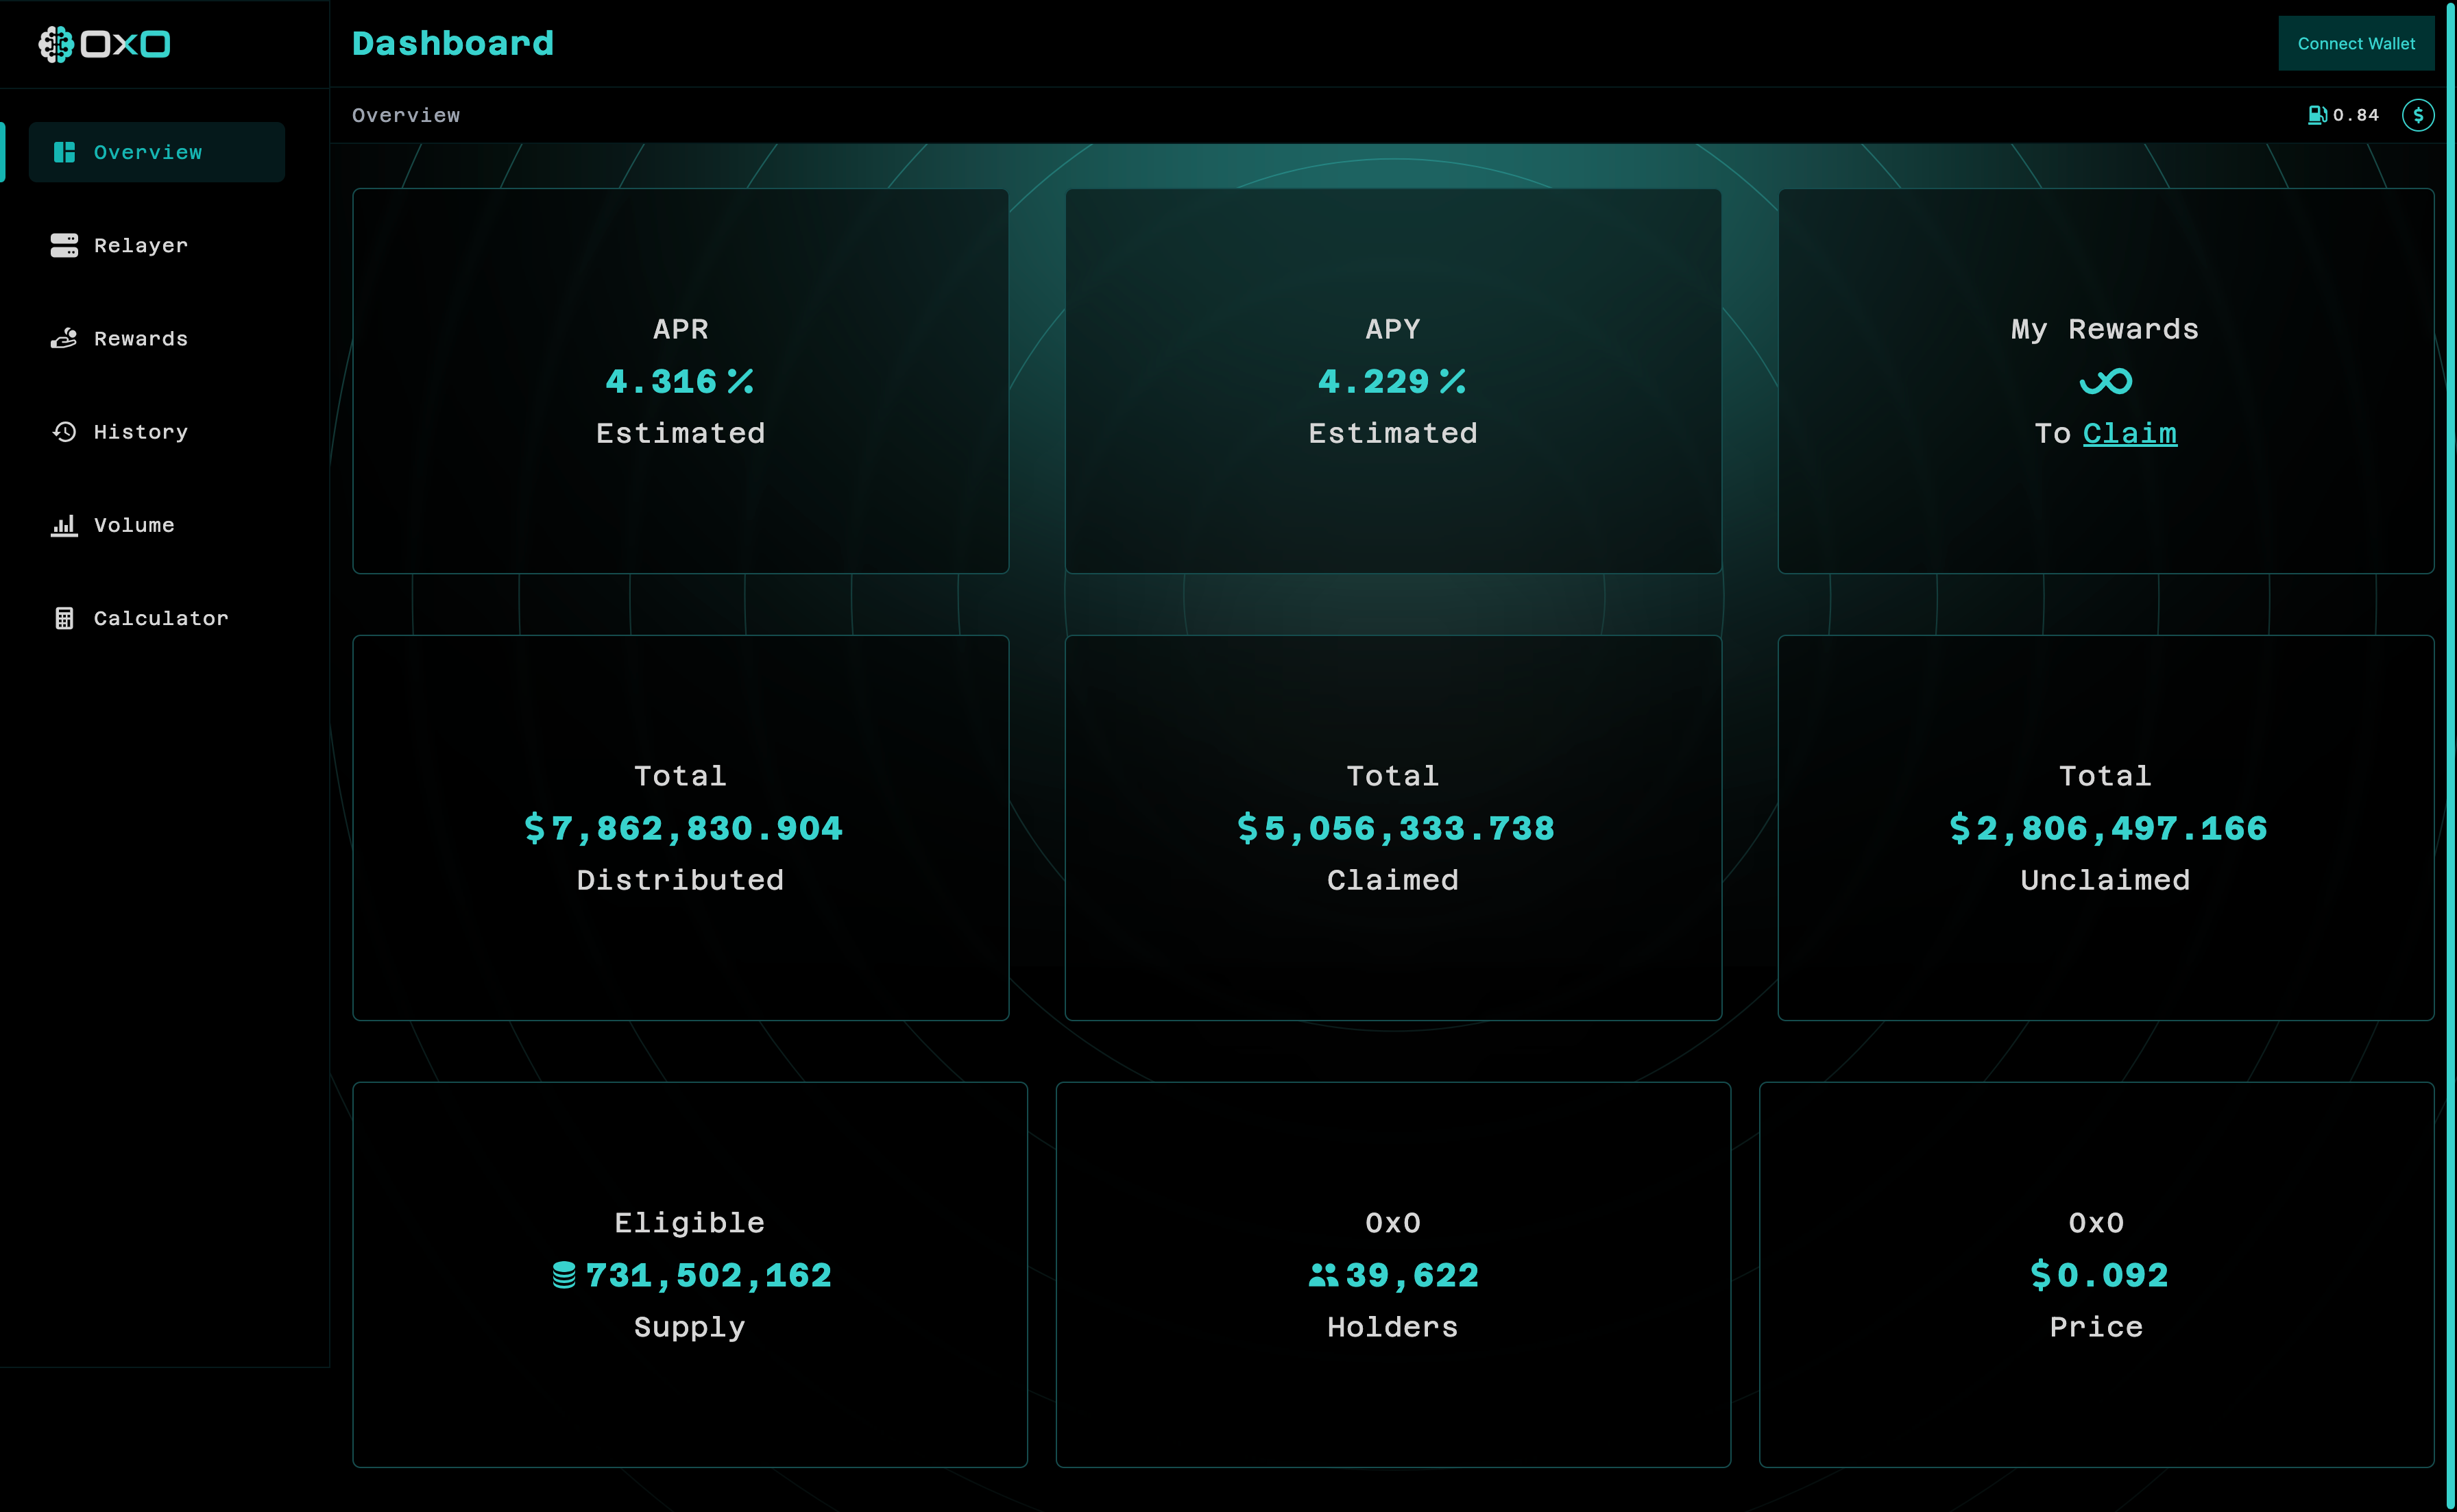 OXO
Dashboard
Connect Wallet
Overview
0.84
Overview
Relayer
Rewards
History
Volume
Calculator
APR
4.316%
Estimated
APY
4.229%
Estimated
My Rewards
To Claim
Total
$7,862,830.904
Distributed
Total
$5,056,333.738
Claimed
Total
$2,806,497.166
Unclaimed
Eligible
731,502,162
Supply
0x0
39,622
Holders
0x0
$0.092
Price